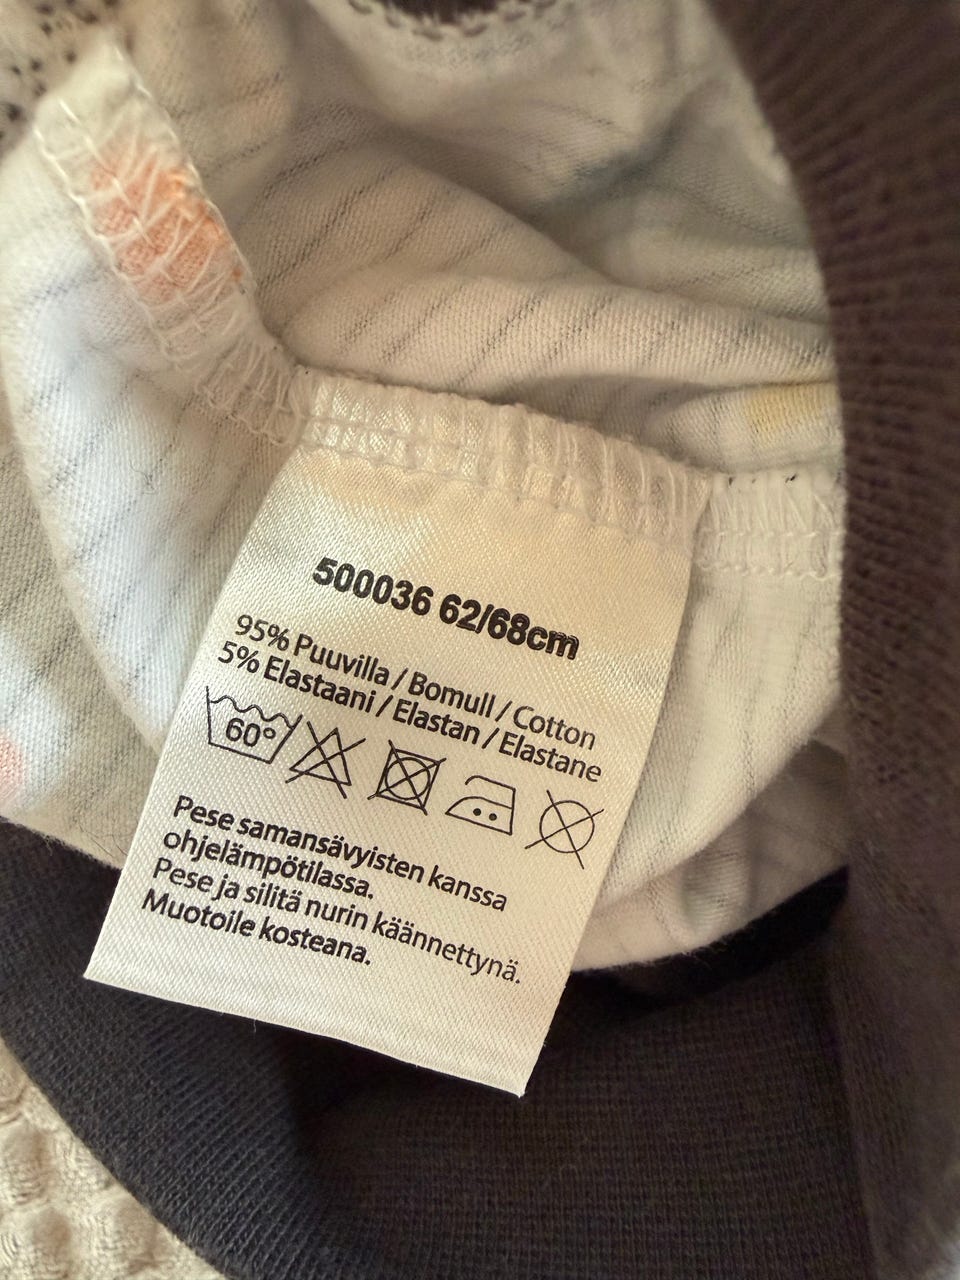 500036 62/68cm
95% Puuvilla / Bomull / Cotton
5% Elastaani / Elastan / Elastane
60°
Pese samansävyisten kanssa
ohjelämpötilassa.
Pese ja silitä nurin käännettynä.
Muotoile kosteana.